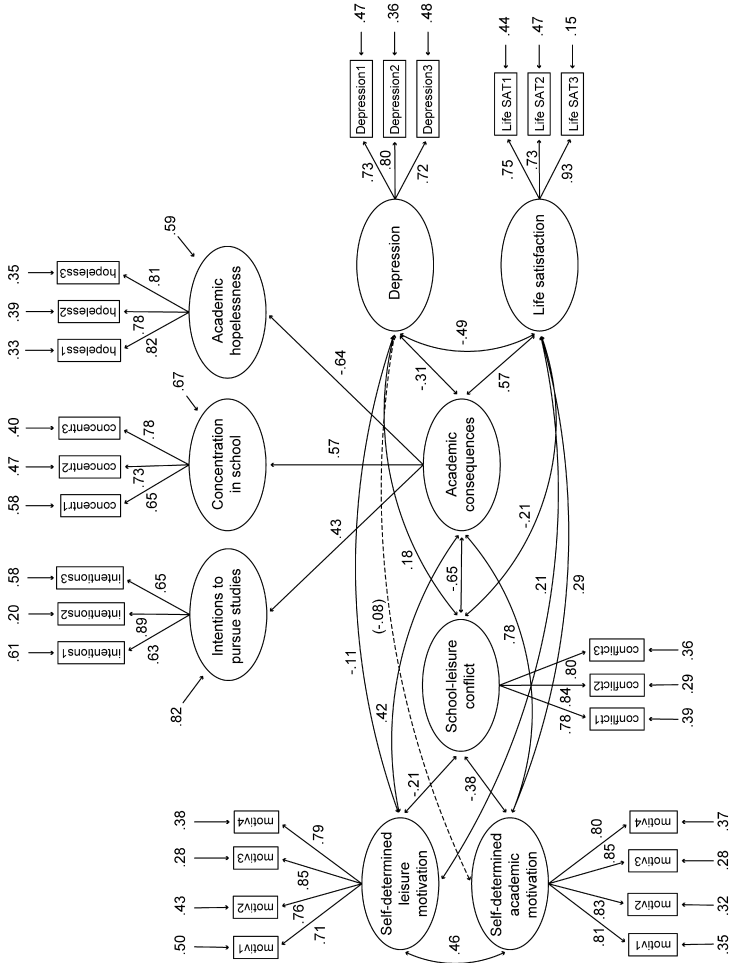 .47
.36
.48
Depression1
Depression2
Depression3
.73
.80
.72
Depression
.44
.47
.15
Life SAT1
Life SAT2
Life SAT3
.75
.73
.93
Life satisfaction
.59
.35
.39
.33
hopeless3
hopeless2
hopeless1
.81
.78
.82
Academic
hopelessness
.67
.40
.47
.58
concentr3
concentr2
concentr1
.78
.73
.65
Concentration
in school
.58
.20
.61
intentions3
intentions2
intentions1
.65
.89
.63
Intentions to
pursue studies
.82
-.64
.57
.43
-.49
-.31
.57
Academic
consequences
-.21
.18
-.65
.21
.29
(-.08)
-.11
.42
.78
School-leisure
conflict
.80
.84
.78
conflict3
conflict2
conflict1
.36
.29
.39
-.21
-.38
.38
.28
.43
.50
motiv4
motiv3
motiv2
motiv1
.79
.85
.76
.71
Self-determined
leisure
motivation
Self-determined
academic
motivation
.46
.80
.85
.83
.81
motiv4
motiv3
motiv2
motiv1
.37
.28
.32
.35